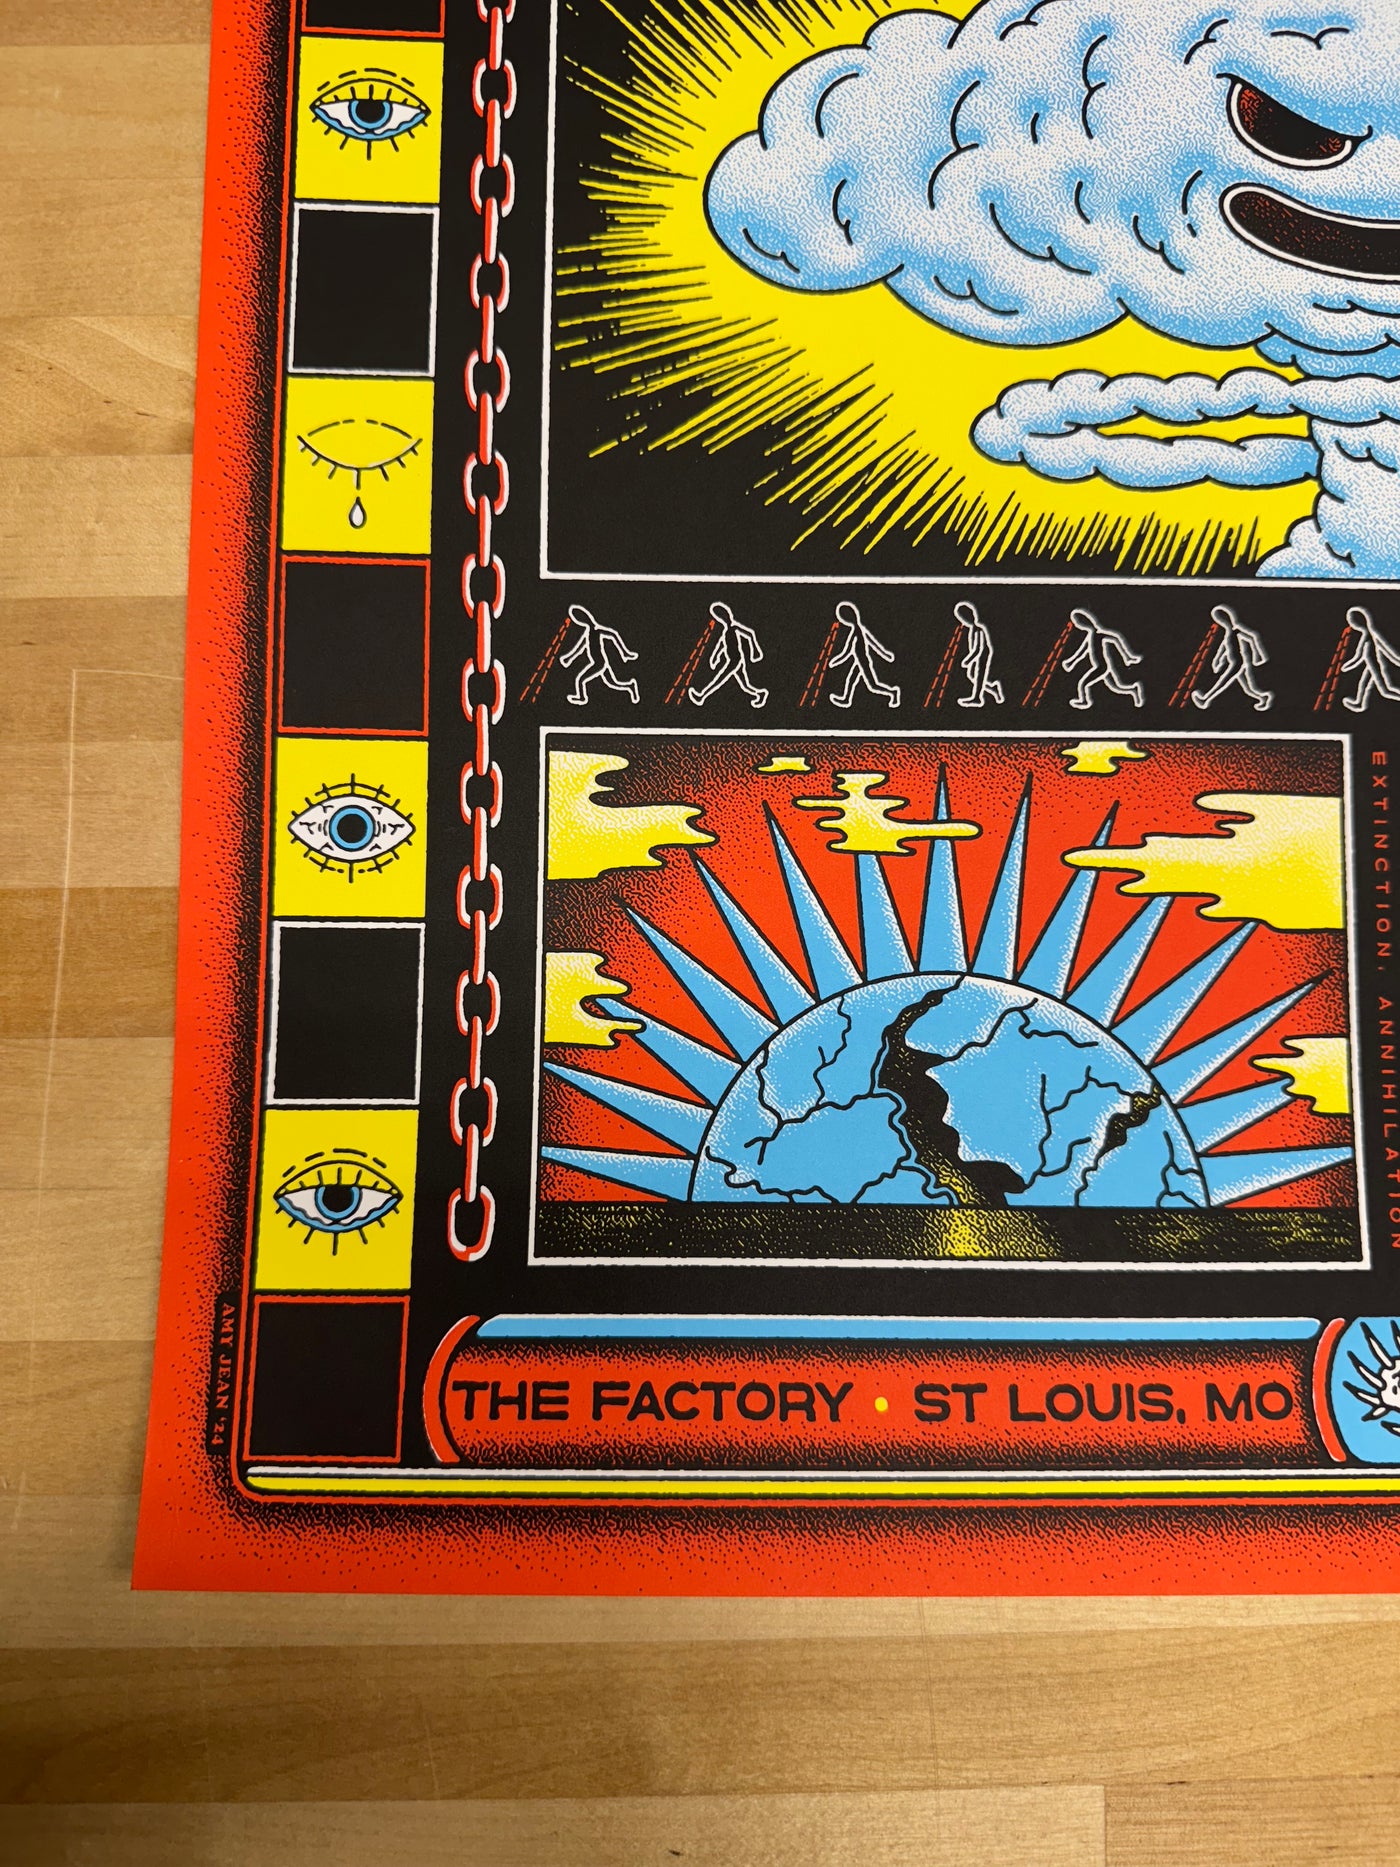 EXTINCTION, ANNIHILATION
THE FACTORY • ST LOUIS, MO
AMY JEAN '24